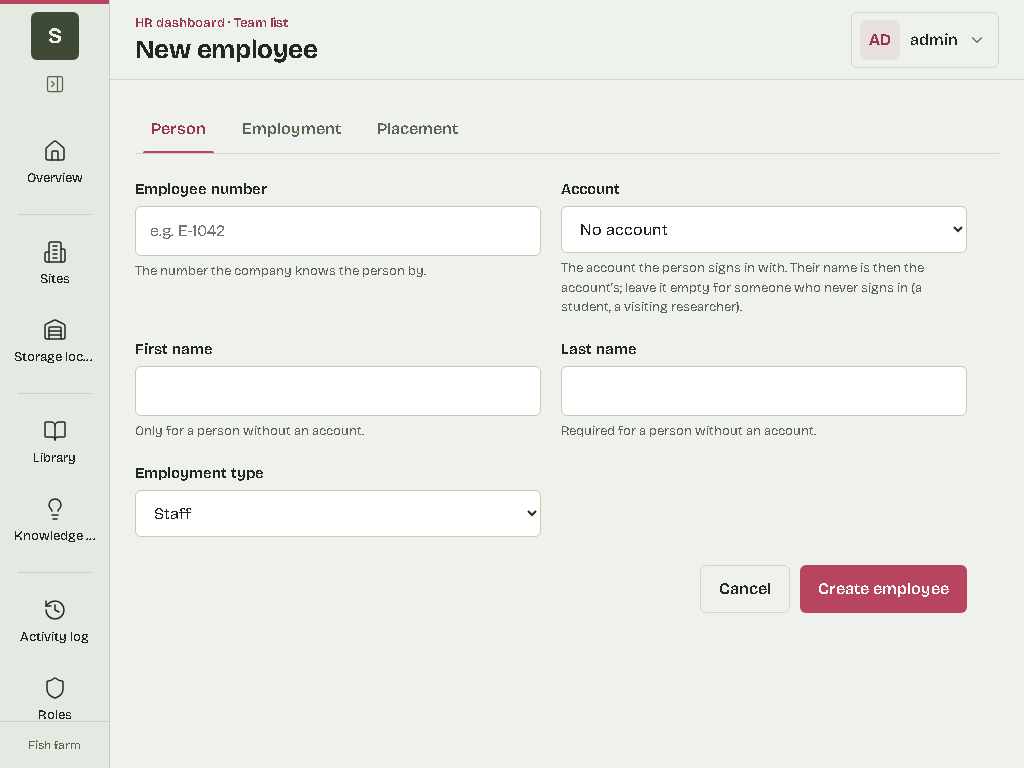 S
HR dashboard · Team list
New employee
AD
admin
Overview
Sites
Storage loc...
Library
Knowledge ...
Activity log
Roles
Fish farm
Person
Employment
Placement
Employee number
e.g. E-1042
The number the company knows the person by.
Account
No account
The account the person signs in with. Their name is then the
account's; leave it empty for someone who never signs in (a
student, a visiting researcher).
First name
Only for a person without an account.
Last name
Required for a person without an account.
Employment type
Staff
Cancel
Create employee